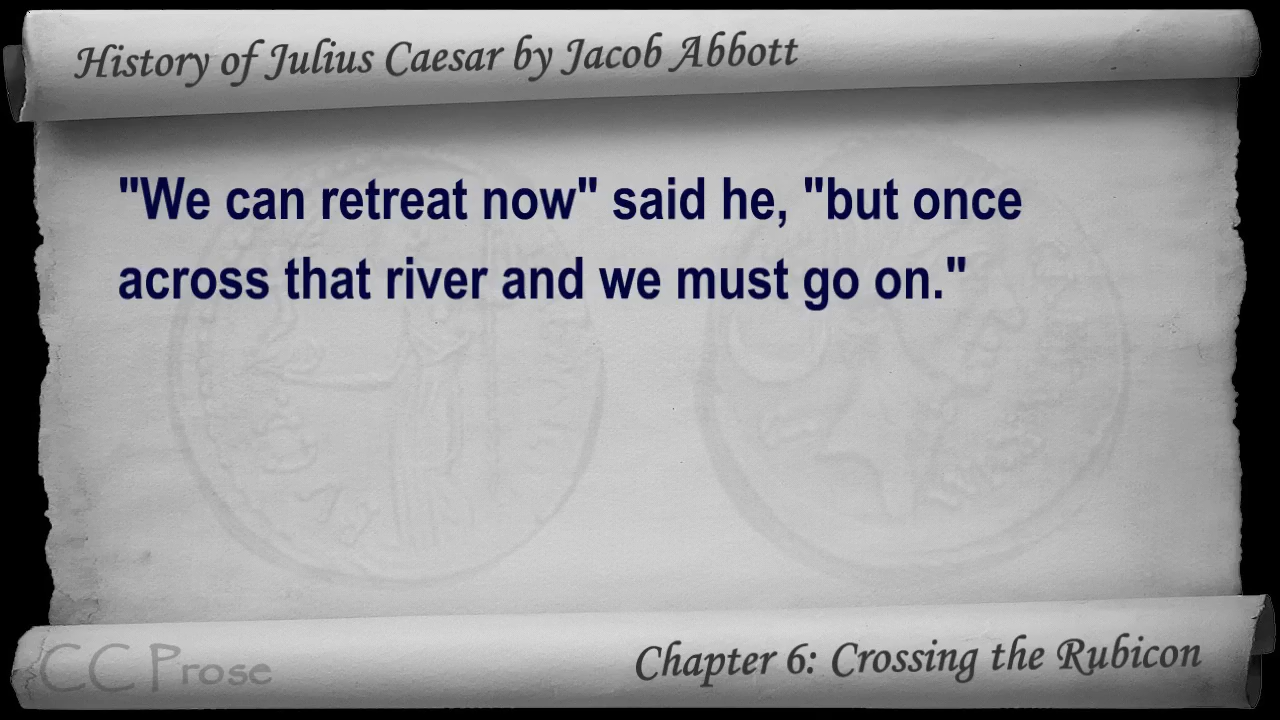 History of Julius Caesar by Jacob Abbott
"We can retreat now" said he, "but once
across that river and we must go on."
CC Prose
Chapter 6: Crossing the Rubicon